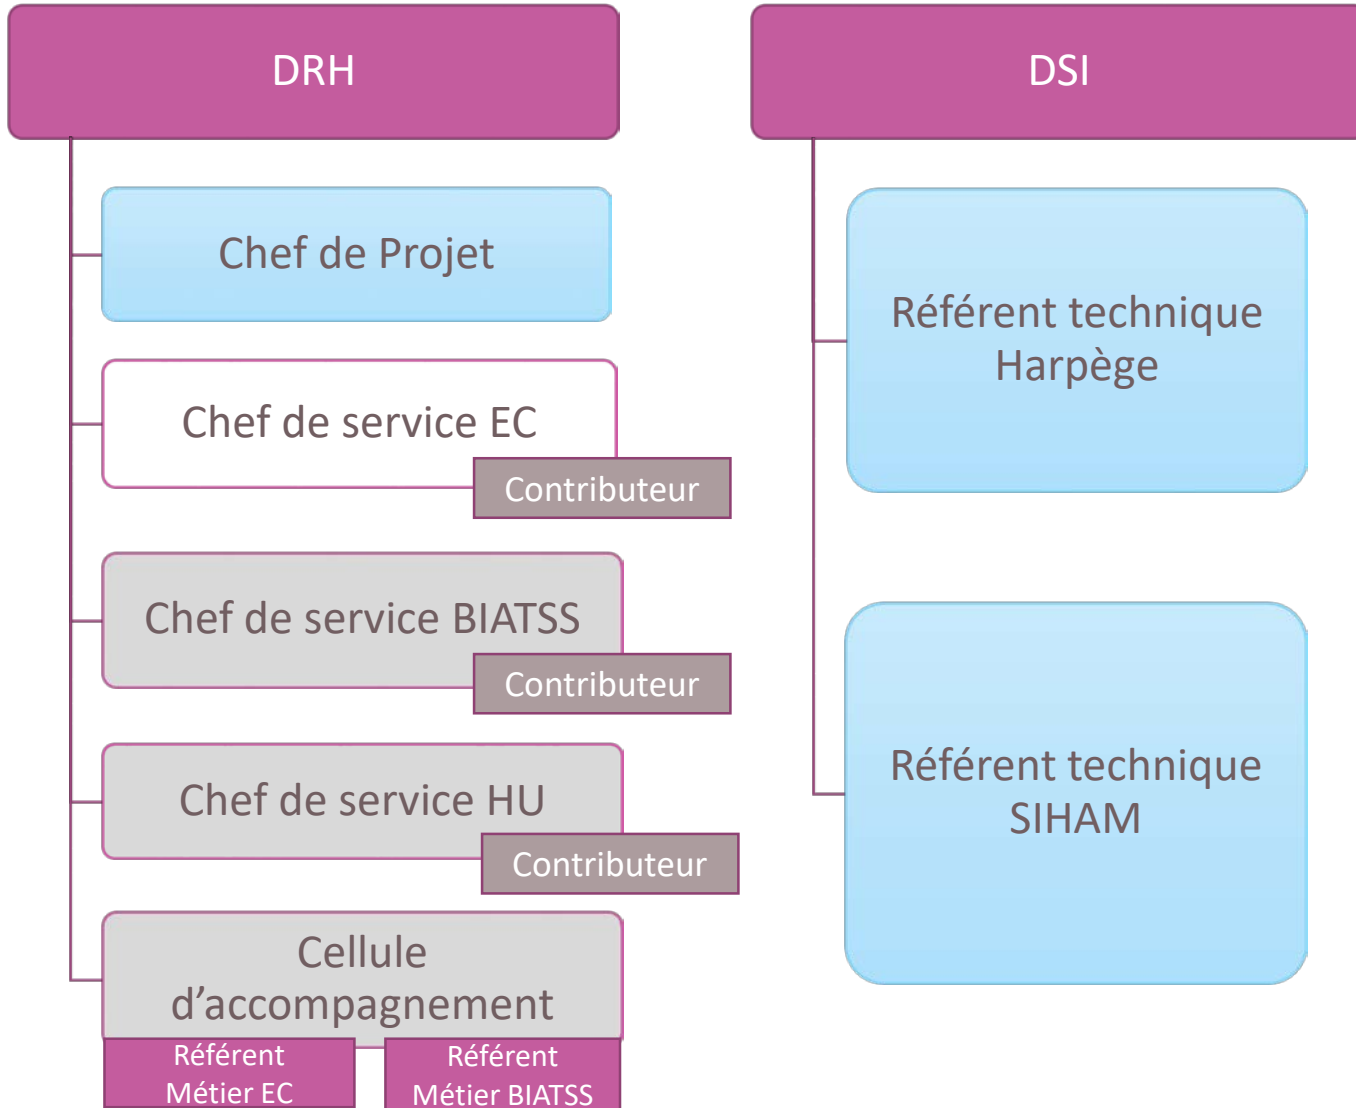 DRH
Chef de Projet
Chef de service EC
Contributeur
Chef de service BIATSS
Contributeur
Chef de service HU
Contributeur
Cellule
d’accompagnement
Référent
Métier EC
Référent
Métier BIATSS
DSI
Référent technique
Harpège
Référent technique
SIHAM